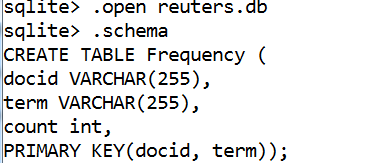 sqlite> .open reuters.db
sqlite> .schema
CREATE TABLE Frequency (
docid VARCHAR(255),
term VARCHAR(255),
count int,
PRIMARY KEY(docid, term));